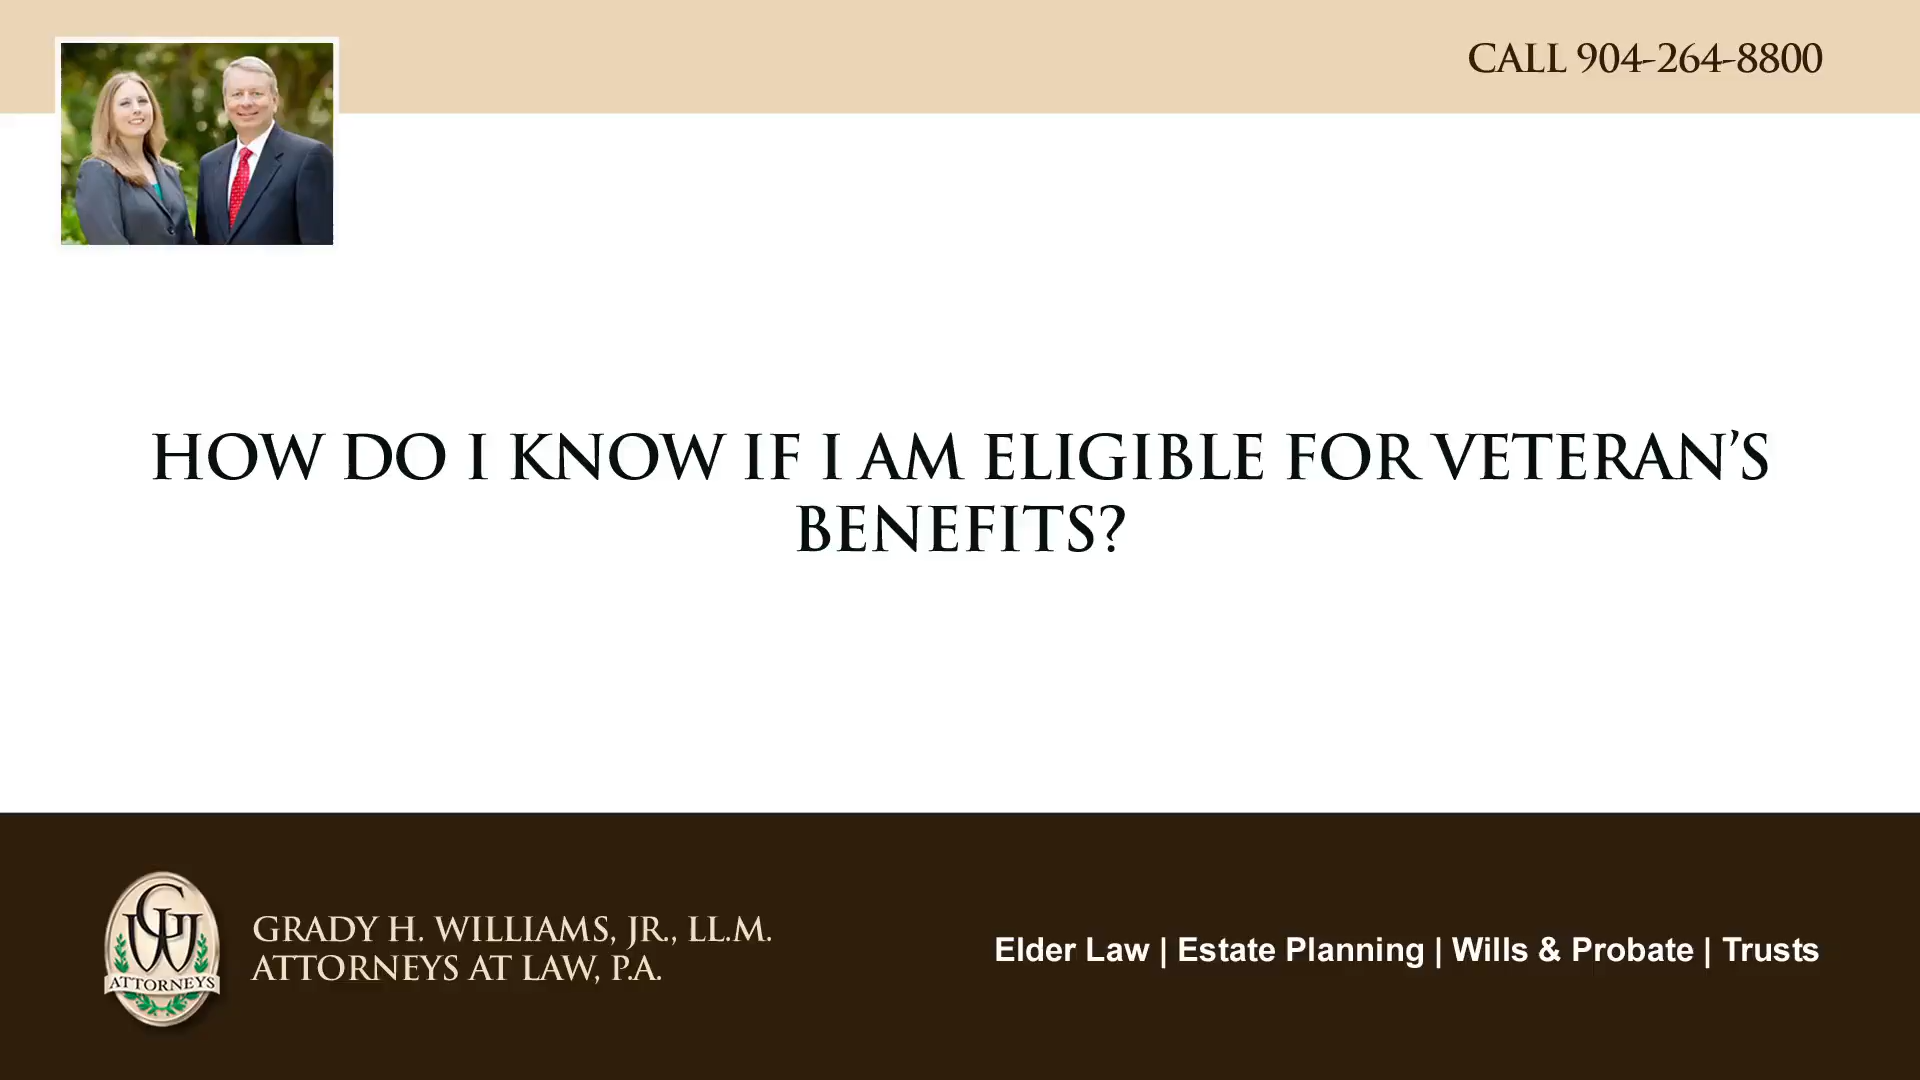 CALL 904-264-8800
HOW DO I KNOW IF I AM ELIGIBLE FOR VETERAN’S
BENEFITS?
GW
ATTORNEYS
GRADY H. WILLIAMS, JR., LL.M.
ATTORNEYS AT LAW, P.A.
Elder Law | Estate Planning | Wills & Probate | Trusts